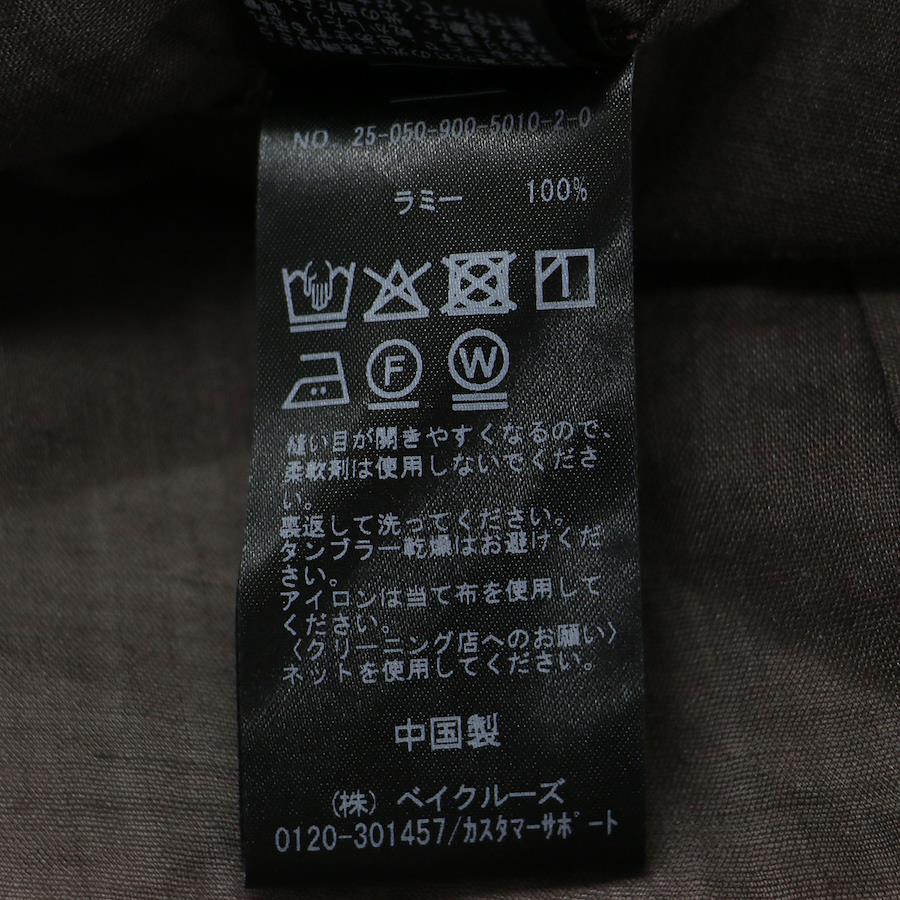 NO. 25-050-900-5010-2-0
ラミー 100%
F W
縫い目が開きやすくなるので、
柔軟剤は使用しないでくださ
い。
裏返して洗ってください。
タンブラー乾燥はお避けくだ
さい。
アイロンは当て布を使用して
ください。
〈クリーニング店へのお願い〉
ネットを使用してください。
中国製
(株) ベイクルーズ
0120-301457/カスタマーサポート